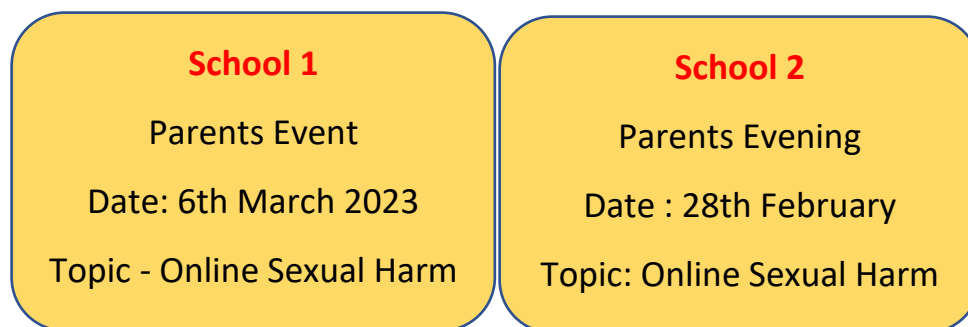 School 1
Parents Event
Date: 6th March 2023
Topic - Online Sexual Harm
School 2
Parents Evening
Date : 28th February
Topic: Online Sexual Harm